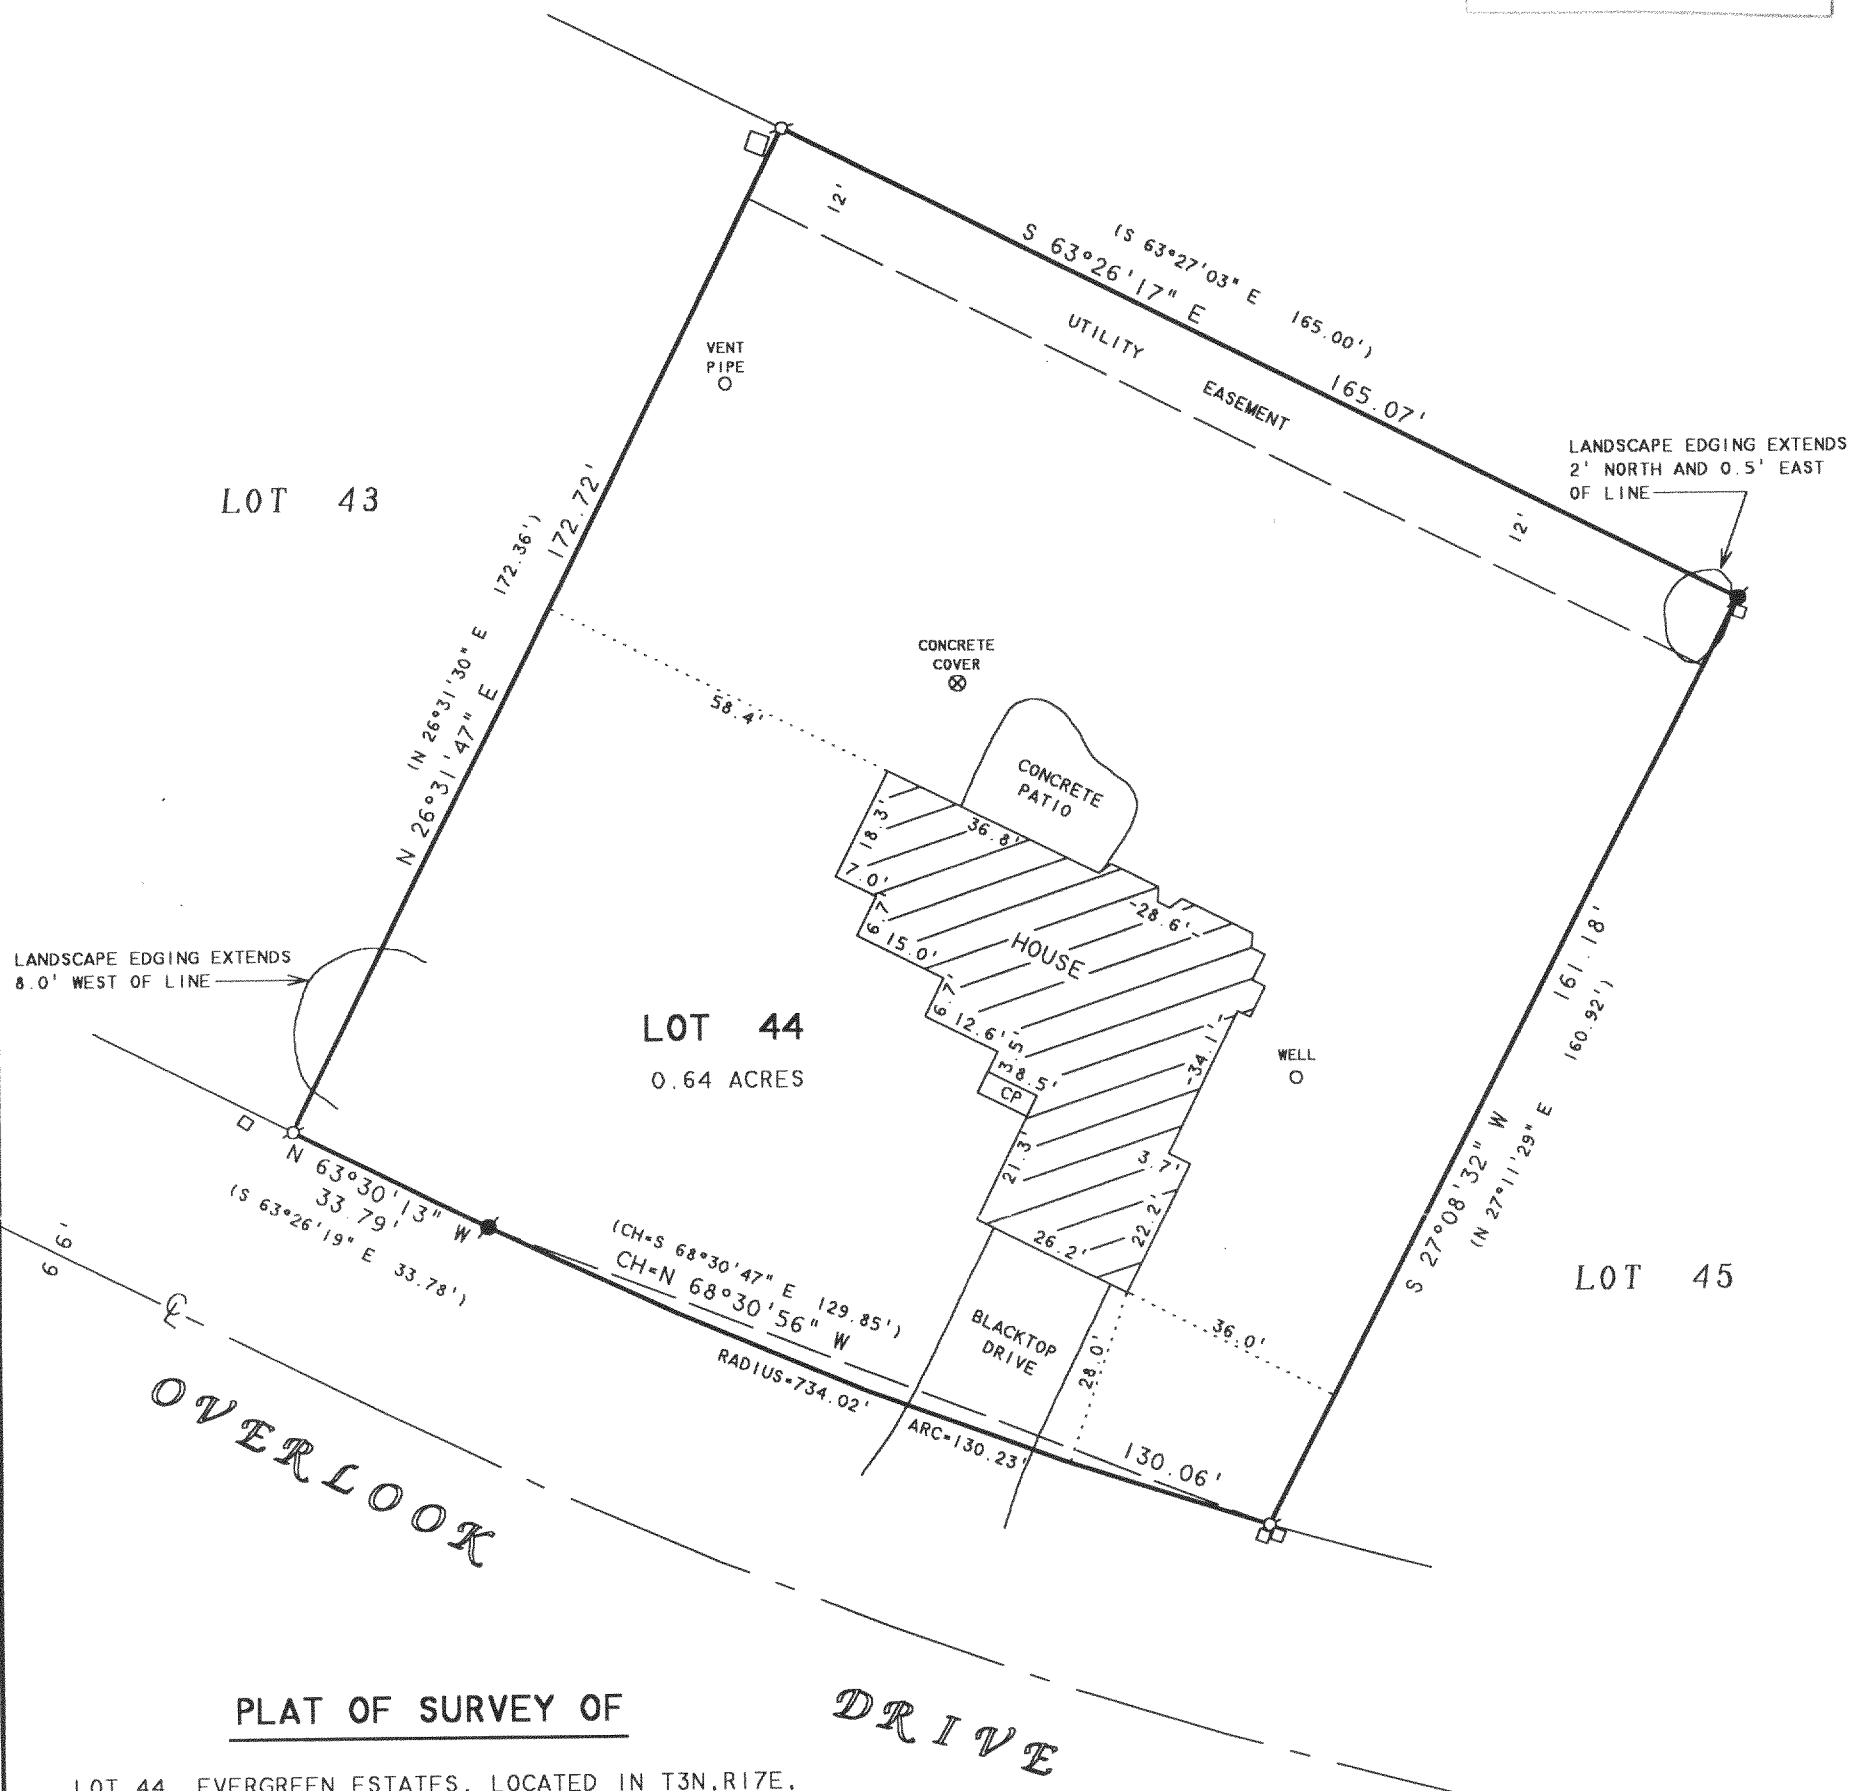 12'
(S 63°27'03" E 165.00')
S 63°26'17" E 165.07'
UTILITY EASEMENT
12'
VENT
PIPE
LANDSCAPE EDGING EXTENDS
2' NORTH AND 0.5' EAST
OF LINE
LOT 43
(N 26°31'30" E 172.36')
N 26°31'47" E 172.72'
CONCRETE
COVER
58.4'
CONCRETE
PATIO
18.3'
36.8'
7.0'
6.7'
15.0'
HOUSE
28.6'
6.7'
12.6'
3.5'
8.5'
CP
34.1'
WELL
LANDSCAPE EDGING EXTENDS
8.0' WEST OF LINE
LOT 44
0.64 ACRES
S 27°08'32" W 161.18'
(N 27°11'29" E 160.92')
21.3'
3.7'
22.2'
26.2'
N 63°30'13" W
33.79'
(S 63°26'19" E 33.78')
66'
(CH=S 68°30'47" E 129.85')
CH=N 68°30'56" W 130.06'
RADIUS=734.02'
ARC=130.23'
BLACKTOP
DRIVE
28.0'
36.0'
LOT 45
OVERLOOK DRIVE
PLAT OF SURVEY OF
LOT 44 EVERGREEN ESTATES, LOCATED IN T3N,R17E,